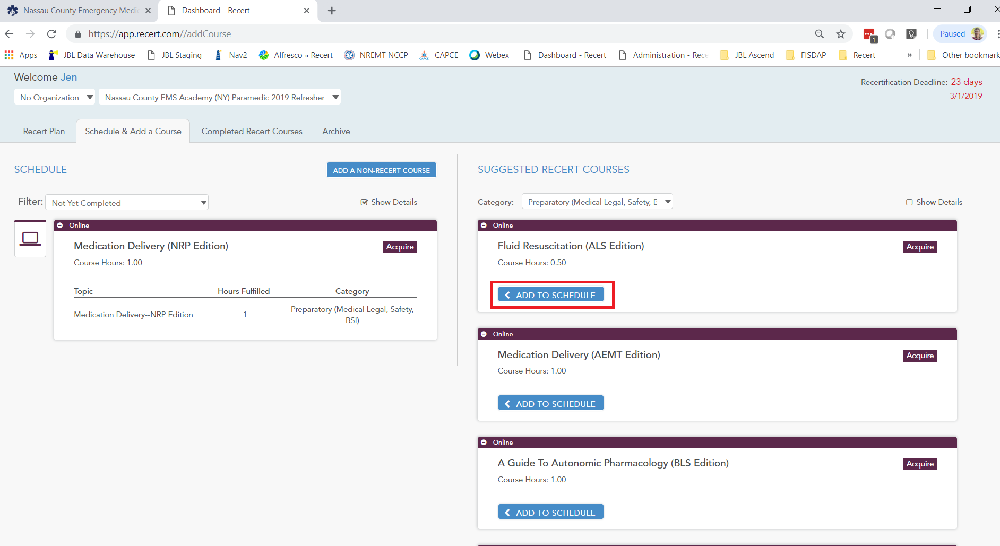 Nassau County Emergency Medic
Dashboard - Recert
https://app.recert.com//addCourse
1
Paused
Apps
JBL Data Warehouse
JBL Staging
Nav2
Alfresco » Recert
NREMT NCCP
CAPCE
CAPCE
Webex
Dashboard - Recert
Administration - Rece
JBL Ascend
FISDAP
Recert
»
Other bookmark
Welcome Jen
Recertification Deadline: 23 days
3/1/2019
No Organization
Nassau County EMS Academy (NY) Paramedic 2019 Refresher
Recert Plan
Schedule & Add a Course
Completed Recert Courses
Archive
SCHEDULE
ADD A NON-RECERT COURSE
Filter:
Not Yet Completed
Show Details
Online
Medication Delivery (NRP Edition)
Acquire
Course Hours: 1.00
Topic Hours Fulfilled Category
Medication Delivery--NRP Edition 1 Preparatory (Medical Legal, Safety,
BSI)
SUGGESTED RECERT COURSES
Category:
Preparatory (Medical Legal, Safety, E
Show Details
Online
Fluid Resuscitation (ALS Edition)
Acquire
Course Hours: 0.50
ADD TO SCHEDULE
Online
Medication Delivery (AEMT Edition)
Acquire
Course Hours: 1.00
ADD TO SCHEDULE
Online
A Guide To Autonomic Pharmacology (BLS Edition)
Acquire
Course Hours: 1.00
ADD TO SCHEDULE